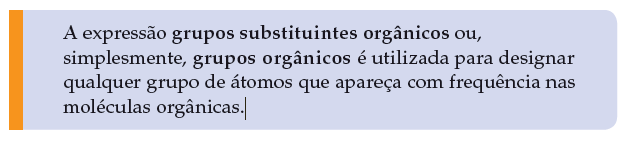 A expressão grupos substituintes orgânicos ou,
simplesmente, grupos orgânicos é utilizada para designar
qualquer grupo de átomos que apareça com frequência nas
moléculas orgânicas.